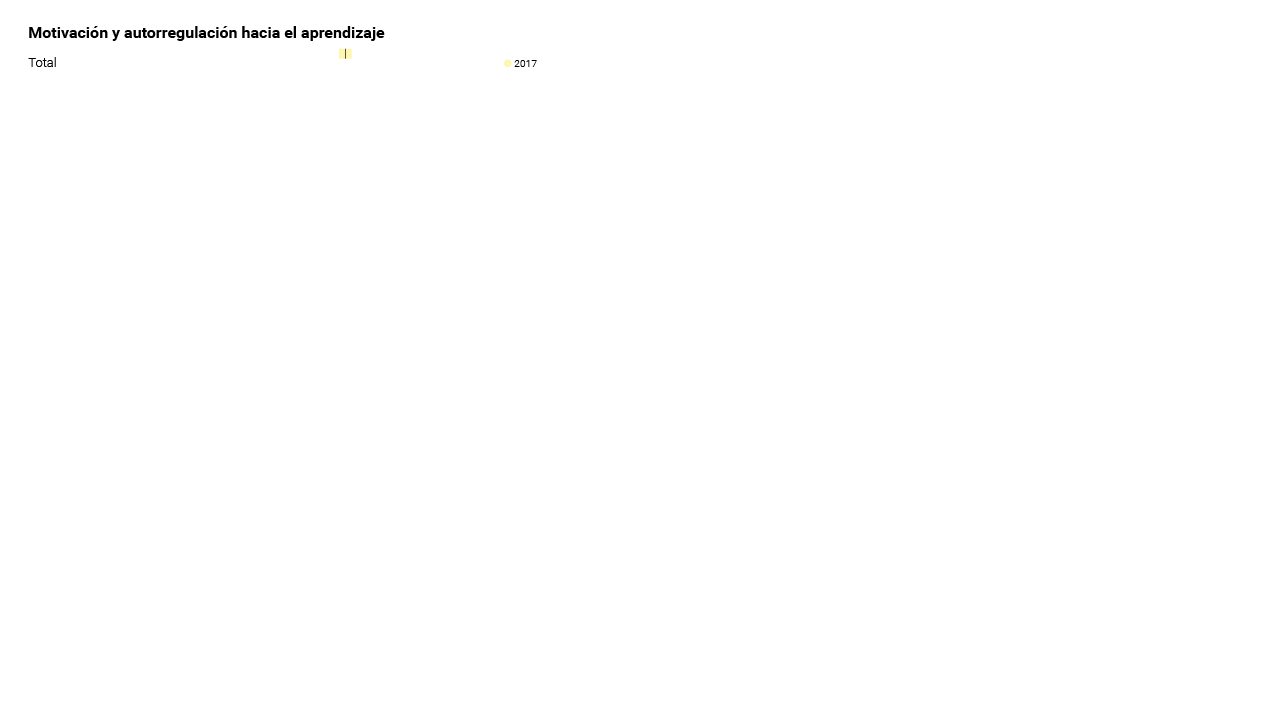 Motivación y autorregulación hacia el aprendizaje
Total
2017